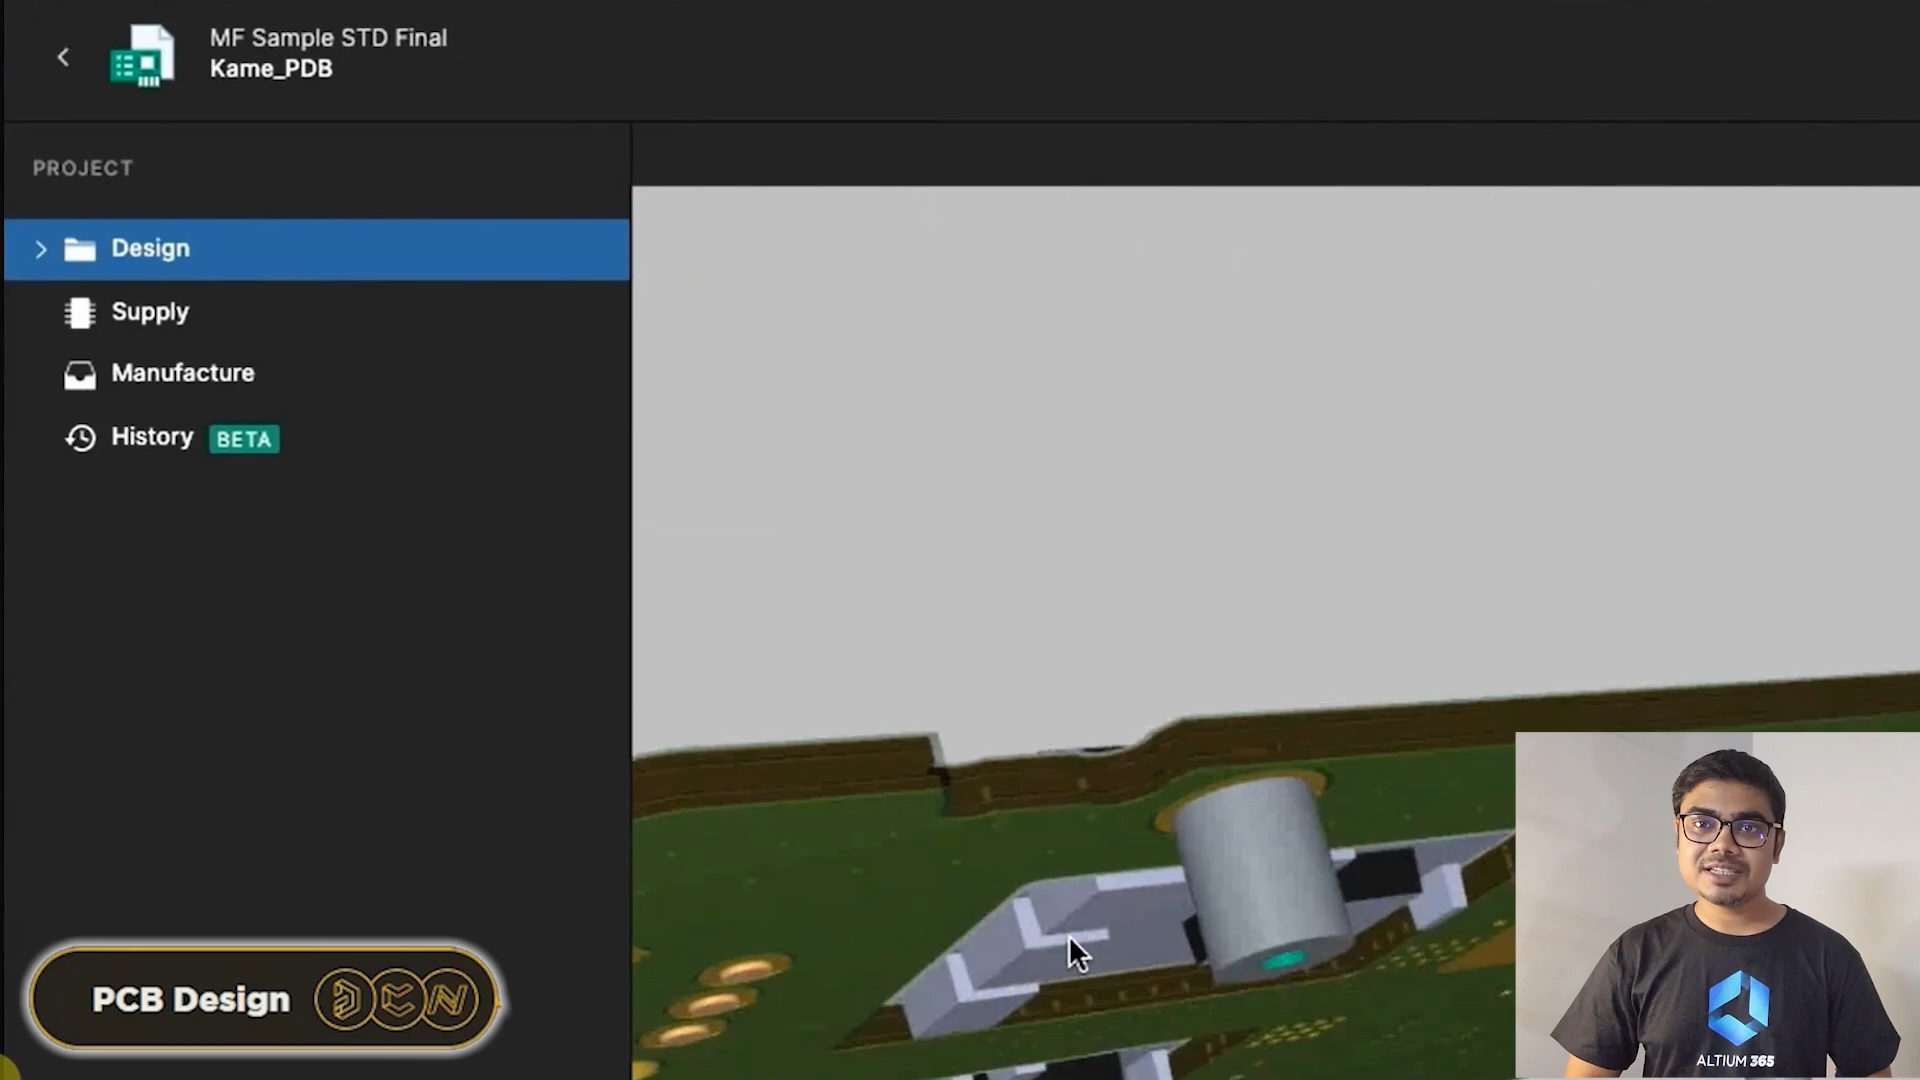 MF Sample STD Final
Kame_PDB
PROJECT
Design
Supply
Manufacture
History BETA
PCB Design
ALTIUM 365